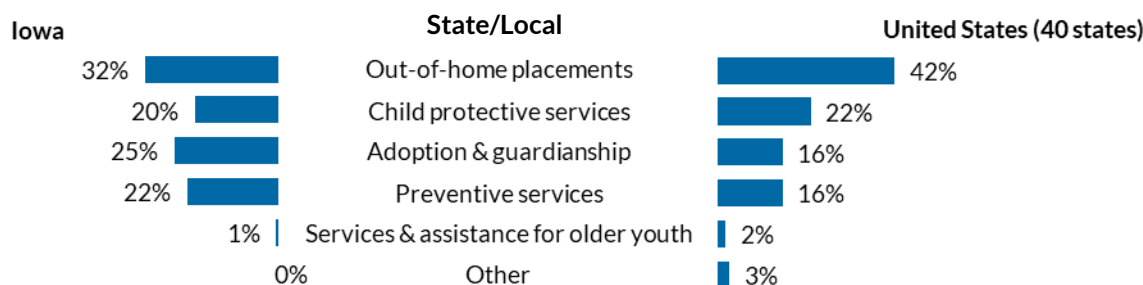 Iowa State/Local United States (40 states)
32% Out-of-home placements 42%
20% Child protective services 22%
25% Adoption & guardianship 16%
22% Preventive services 16%
1% Services & assistance for older youth 2%
0% Other 3%